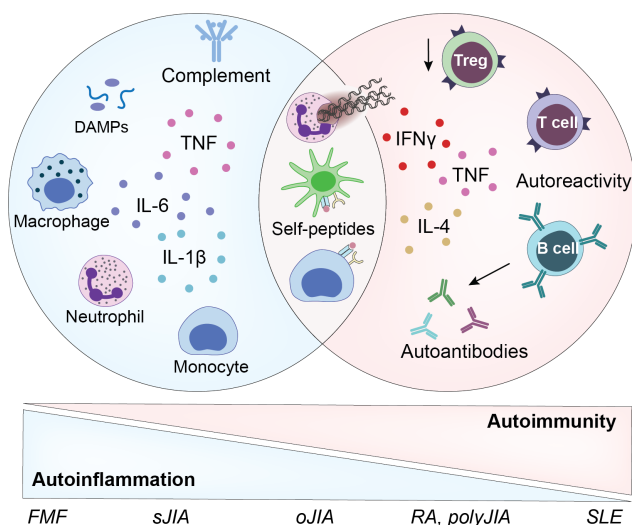 Complement
DAMPs
TNF
Macrophage
IL-6
IL-1β
Neutrophil
Monocyte
Self-peptides
Treg
IFNγ
T cell
TNF
Autoreactivity
IL-4
B cell
Autoantibodies
Autoimmunity
Autoinflammation
FMF sJIA oJIA RA, polyJIA SLE